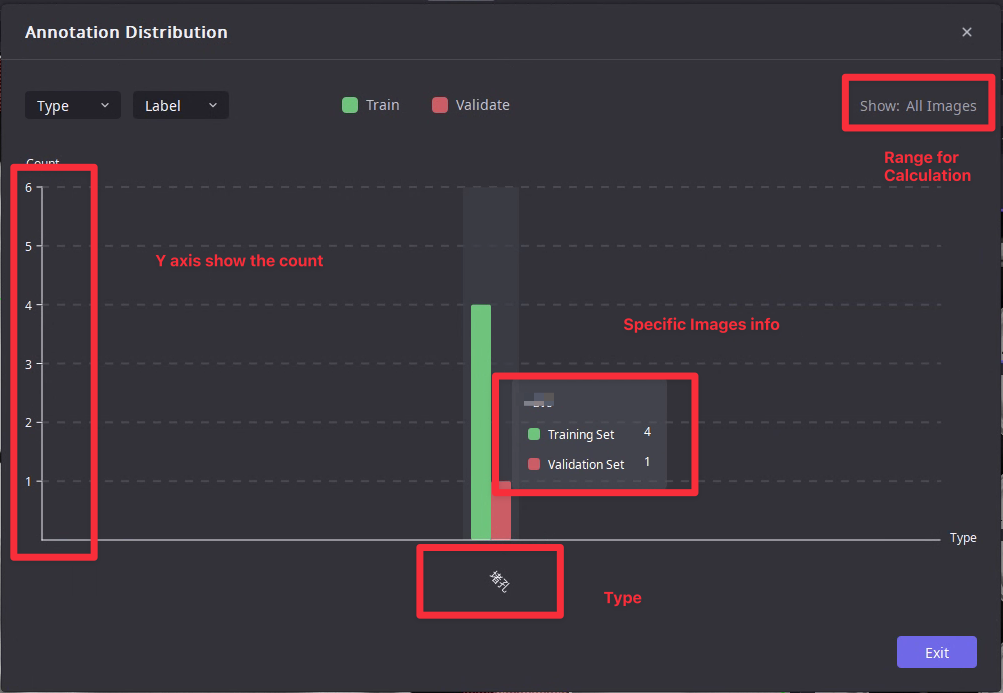 Annotation Distribution
Type
Label
Train
Validate
Show: All Images
Range for
Calculation
Count
6
5
Y axis show the count
4
Specific Images info
3
2
Training Set 4
Validation Set 1
1
Type
堵孔
Type
Exit